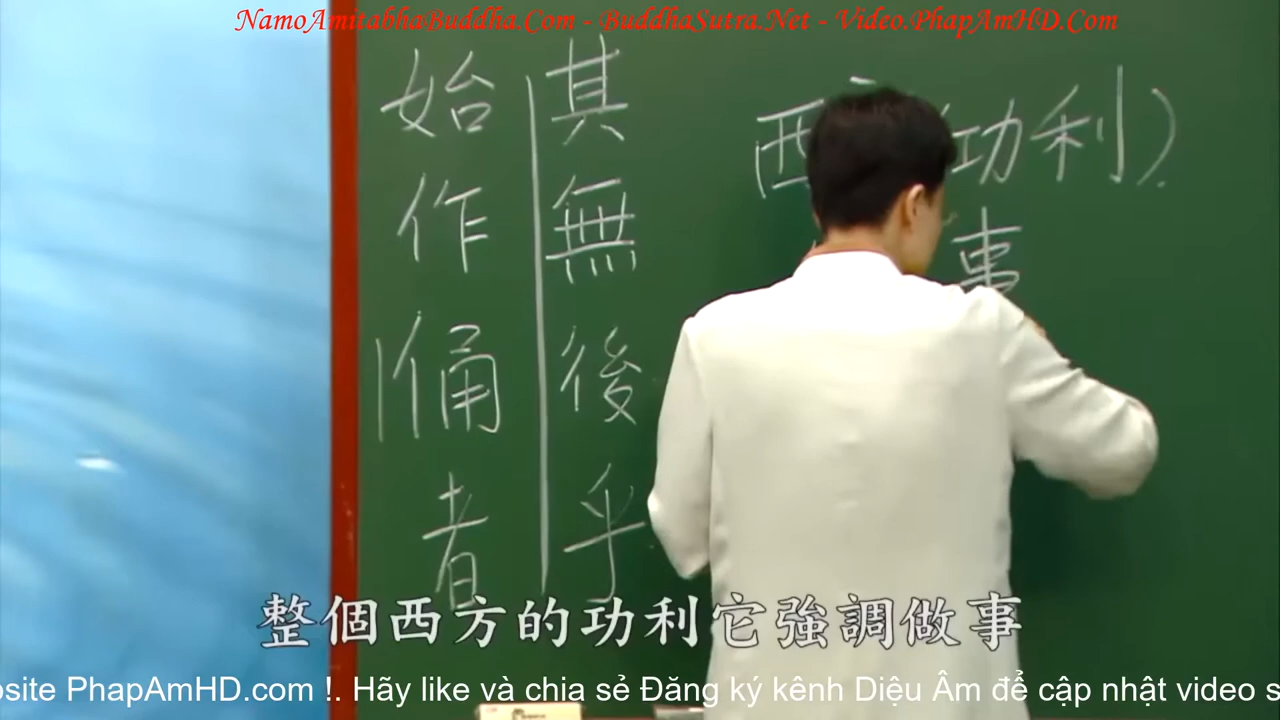 NamoAmitabhaBuddha.Com - BuddhaSutra.Net - Video.PhapAmHD.Com
始作俑者
其無後乎
西 功利)
事
整個西方的功利它強調做事
osite PhapAmHD.com !. Hãy like và chia sẻ Đăng ký kênh Diệu Âm để cập nhật video s